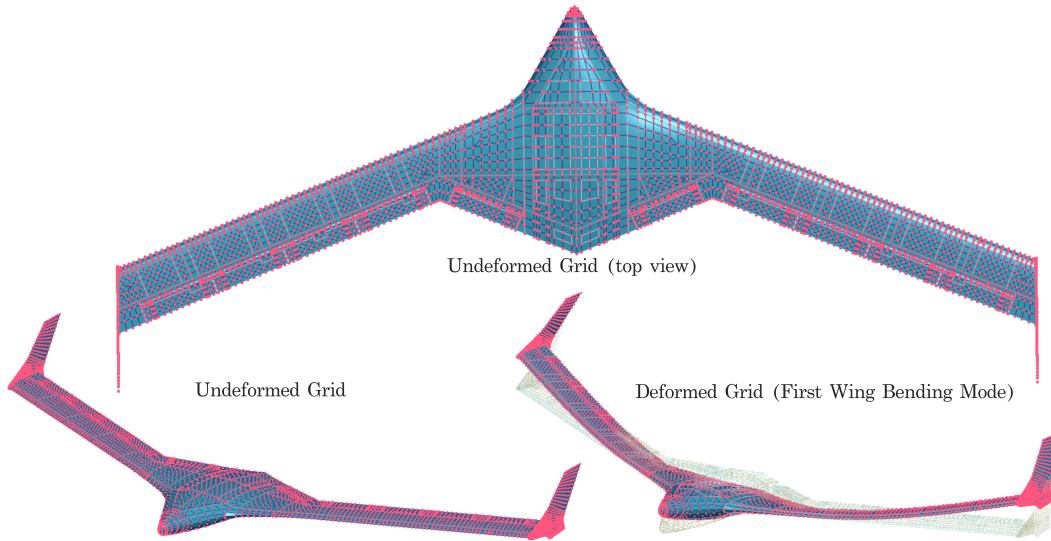 Undeformed Grid (top view)
Undeformed Grid
Deformed Grid (First Wing Bending Mode)